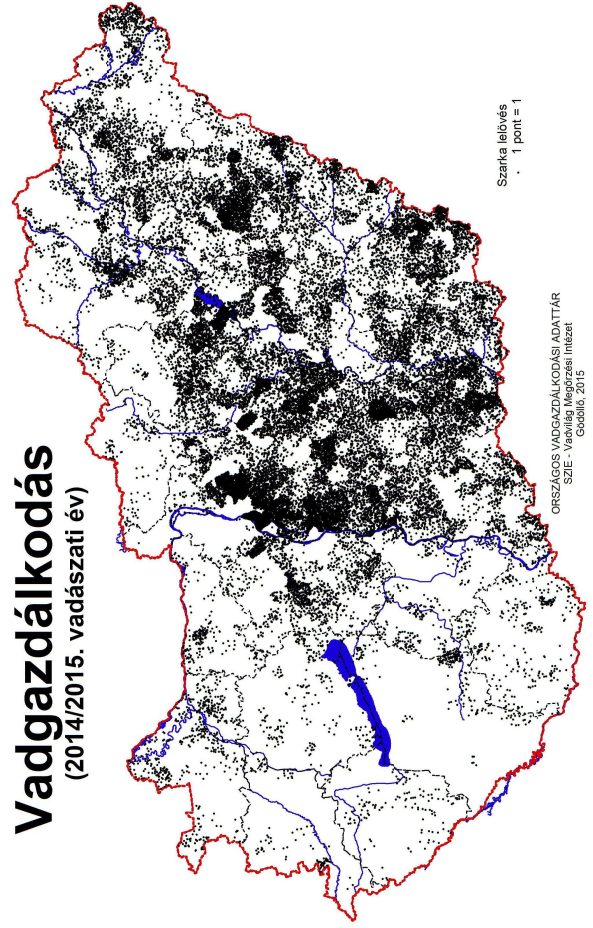 Vadgazdálkodás
(2014/2015. vadászati év)
Szarka lelövés
· 1 pont = 1
ORSZÁGOS VADGAZDÁLKODÁSI ADATTÁR
SZIE - Vadvilág Megőrzési Intézet
Gödöllő, 2015